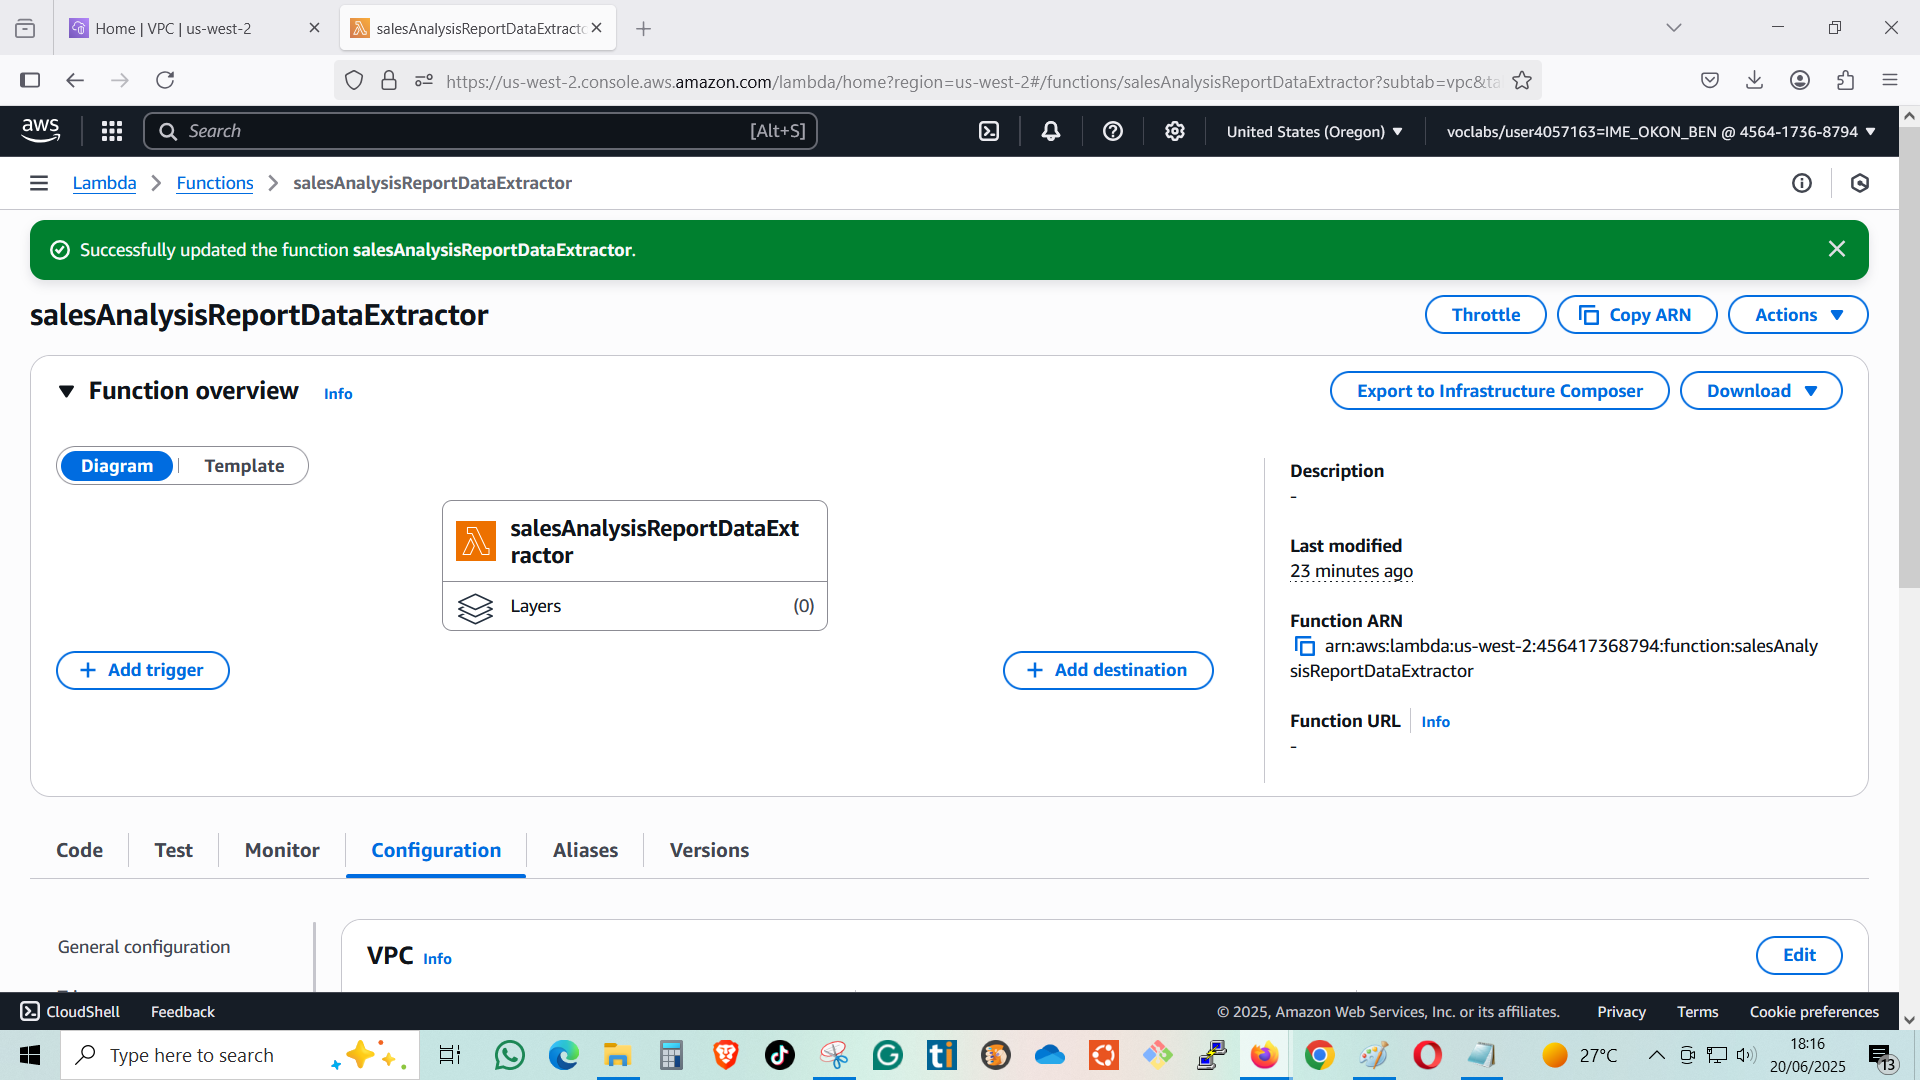 Home | VPC | us-west-2
salesAnalysisReportDataExtractc
https://us-west-2.console.aws.amazon.com/lambda/home?region=us-west-2#/functions/salesAnalysisReportDataExtractor?subtab=vpc&ta
aws
Search
[Alt+S]
United States (Oregon)
voclabs/user4057163=IME_OKON_BEN @ 4564-1736-8794
Lambda
Functions
salesAnalysisReportDataExtractor
Successfully updated the function salesAnalysisReportDataExtractor.
salesAnalysisReportDataExtractor
Throttle
Copy ARN
Actions
Function overview
Info
Export to Infrastructure Composer
Download
Diagram
Template
salesAnalysisReportDataExt
ractor
Layers
(0)
Add trigger
Add destination
Description
-
Last modified
23 minutes ago
Function ARN
arn:aws:lambda:us-west-2:456417368794:function:salesAnaly
sisReportDataExtractor
Function URL
Info
-
Code
Test
Monitor
Configuration
Aliases
Versions
General configuration
VPC
Info
Edit
CloudShell
Feedback
© 2025, Amazon Web Services, Inc. or its affiliates.
Privacy
Terms
Cookie preferences
Type here to search
ti
27°C
18:16
20/06/2025
13